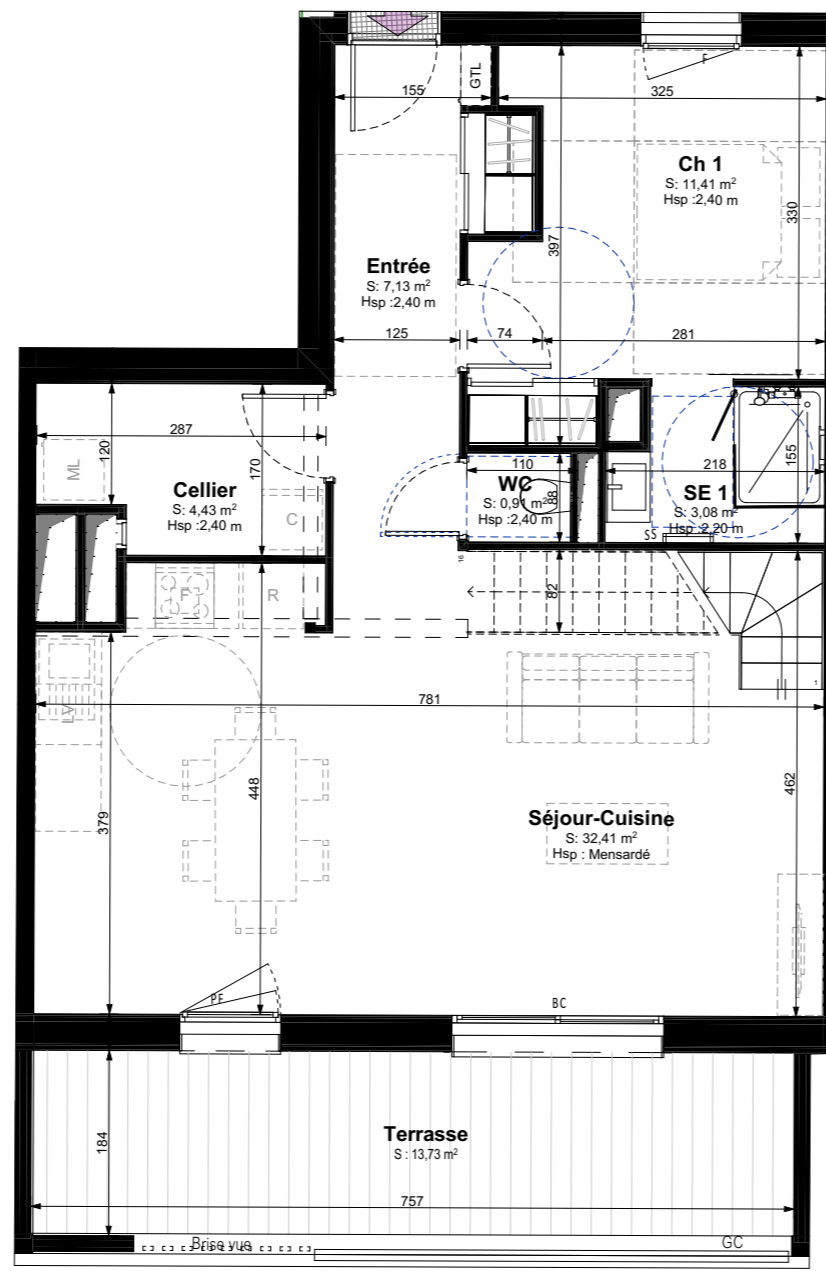 GTL
155
325
F
Ch 1
S: 11,41 m²
Hsp :2,40 m
330
397
Entrée
S: 7,13 m²
Hsp :2,40 m
125
74
281
287
120
170
ML
Cellier
S: 4,43 m²
Hsp :2,40 m
C
110
WC
S: 0,91 m²
Hsp :2,40 m
88
218
155
SE 1
S: 3,08 m²
Hsp :2,20 m
SS
F
R
16
82
1
LV
781
448
379
462
Séjour-Cuisine
S: 32,41 m²
Hsp : Mensardé
PF
BC
184
Terrasse
S : 13,73 m²
757
Brise vue
GC